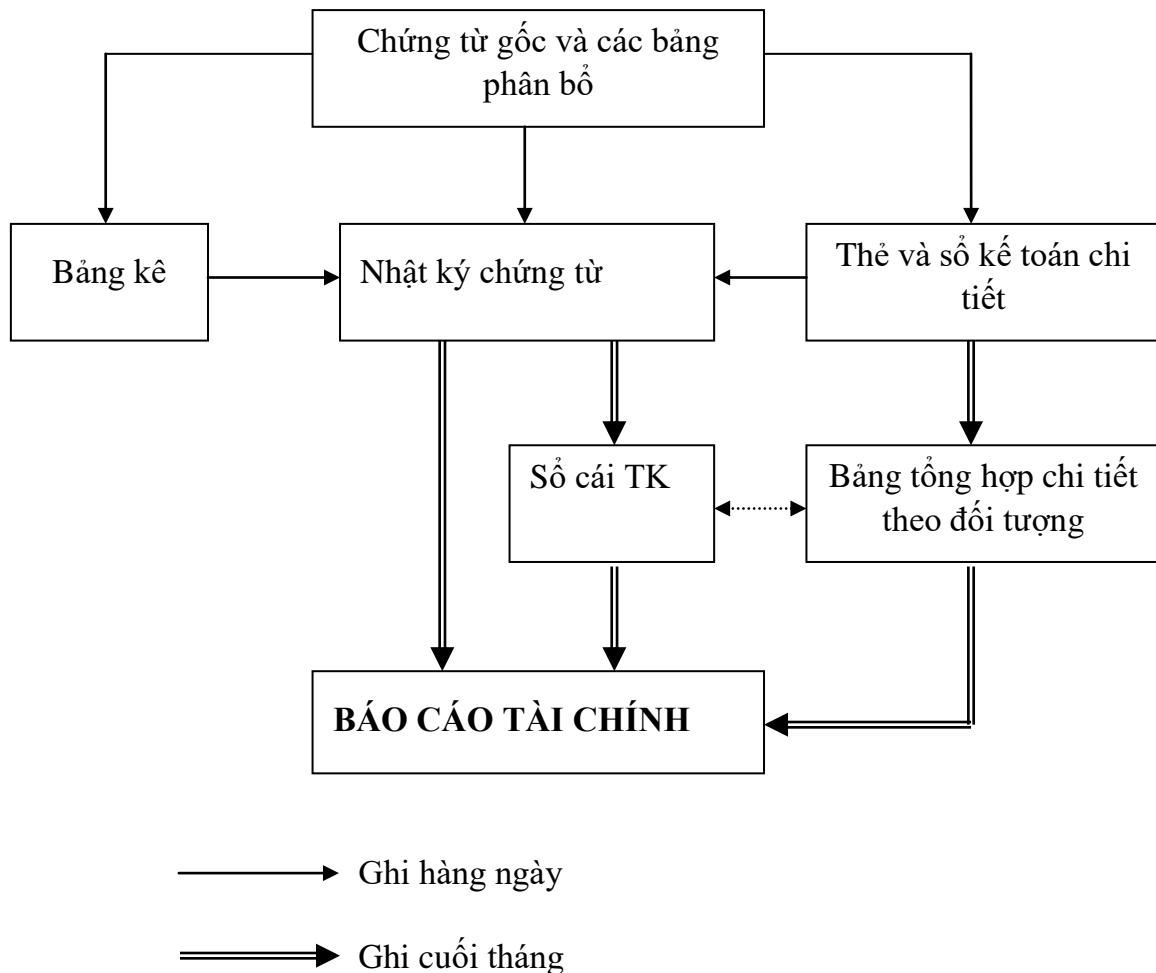 Chứng từ gốc và các bảng
phân bổ
Bảng kê
Nhật ký chứng từ
Thẻ và sổ kế toán chi
tiết
Sổ cái TK
Bảng tổng hợp chi tiết
theo đối tượng
BÁO CÁO TÀI CHÍNH
Ghi hàng ngày
Ghi cuối tháng